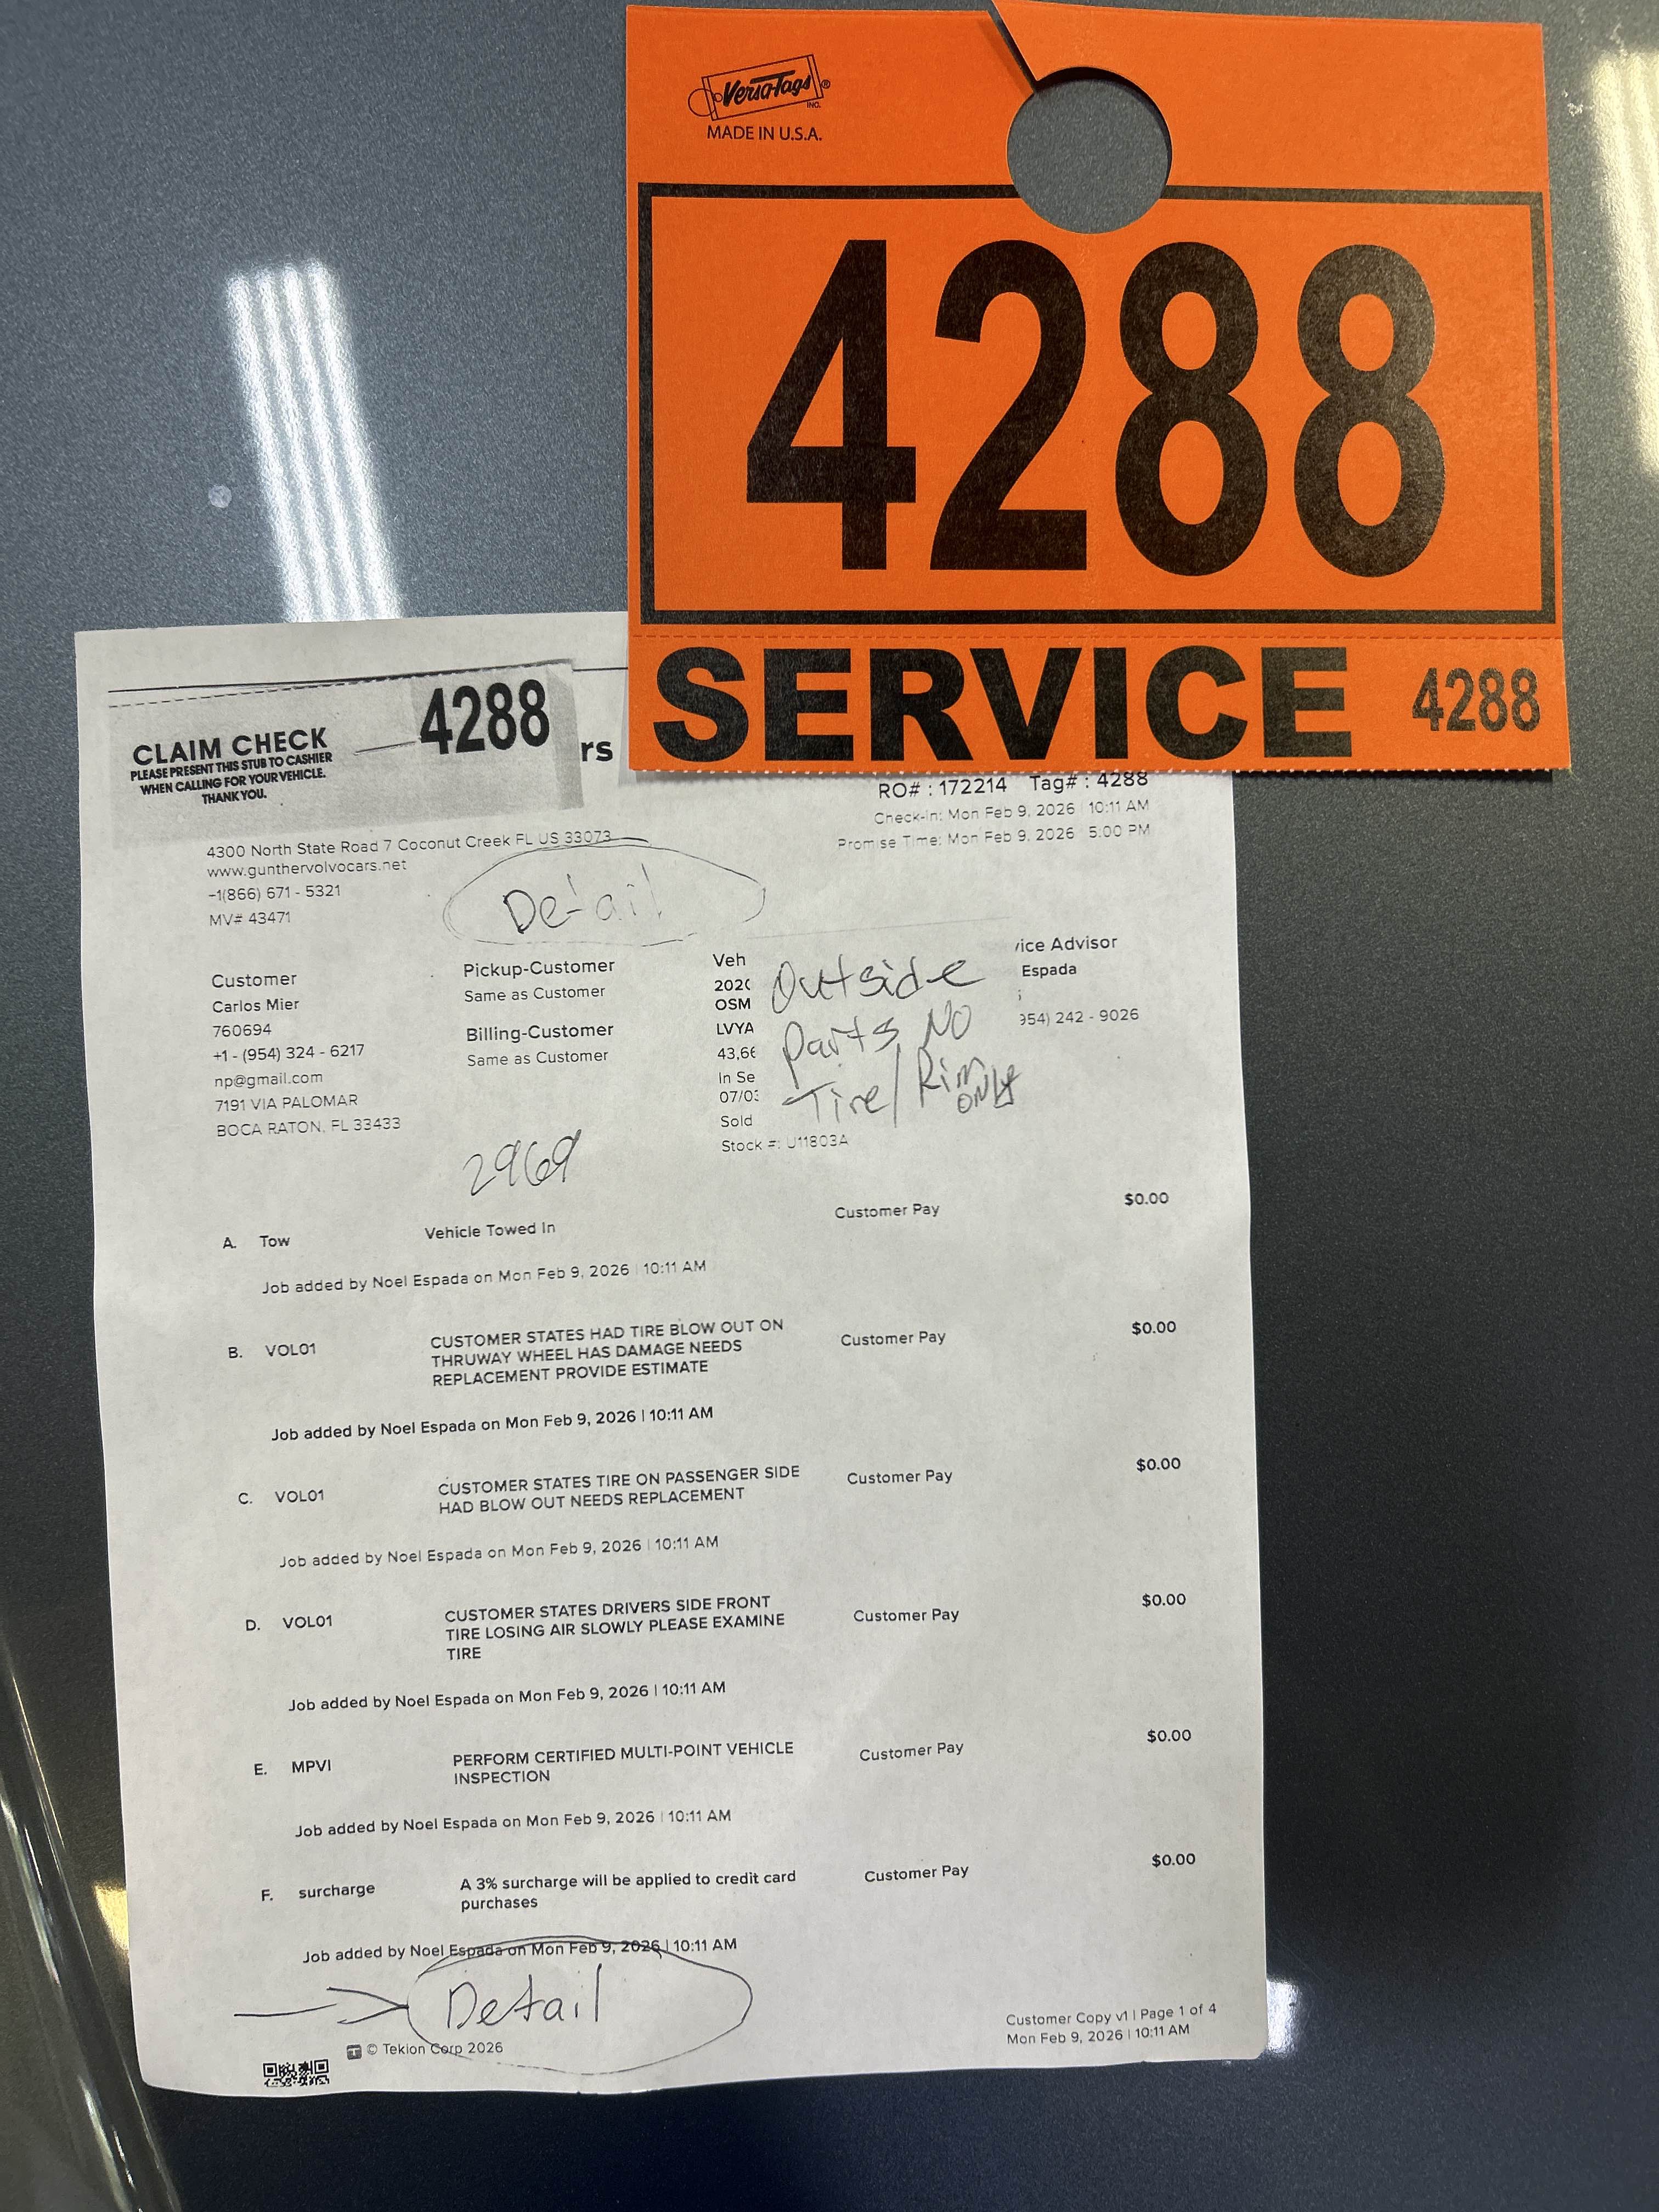 VersaTags®
INC.
MADE IN U.S.A.
4288
SERVICE 4288
CLAIM CHECK
PLEASE PRESENT THIS STUB TO CASHIER
WHEN CALLING FOR YOUR VEHICLE.
THANK YOU.
4288
rs
RO# : 172214 Tag# : 4288
Check-In: Mon Feb 9, 2026 | 10:11 AM
Promise Time: Mon Feb 9, 2026 5:00 PM
4300 North State Road 7 Coconut Creek FL US 33073
www.gunthervolvocars.net
+1(866) 671 - 5321
MV# 43471
Detail
Customer
Carlos Mier
760694
+1 - (954) 324 - 6217
np@gmail.com
7191 VIA PALOMAR
BOCA RATON, FL 33433
Pickup-Customer
Same as Customer
Billing-Customer
Same as Customer
2969
Veh
202
OSM
LVYA
43,6
In Se
07/03
Sold
Stock #: U11803A
Outside
Parts NO
Tire/Rim
ONLY
vice Advisor
Espada
954) 242 - 9026
A. Tow Vehicle Towed In Customer Pay $0.00
Job added by Noel Espada on Mon Feb 9, 2026 | 10:11 AM
B. VOL01 CUSTOMER STATES HAD TIRE BLOW OUT ON Customer Pay $0.00
THRUWAY WHEEL HAS DAMAGE NEEDS
REPLACEMENT PROVIDE ESTIMATE
Job added by Noel Espada on Mon Feb 9, 2026 | 10:11 AM
C. VOL01 CUSTOMER STATES TIRE ON PASSENGER SIDE Customer Pay $0.00
HAD BLOW OUT NEEDS REPLACEMENT
Job added by Noel Espada on Mon Feb 9, 2026 | 10:11 AM
D. VOL01 CUSTOMER STATES DRIVERS SIDE FRONT Customer Pay $0.00
TIRE LOSING AIR SLOWLY PLEASE EXAMINE
TIRE
Job added by Noel Espada on Mon Feb 9, 2026 | 10:11 AM
E. MPVI PERFORM CERTIFIED MULTI-POINT VEHICLE Customer Pay $0.00
INSPECTION
Job added by Noel Espada on Mon Feb 9, 2026 | 10:11 AM
F. surcharge A 3% surcharge will be applied to credit card Customer Pay $0.00
purchases
Job added by Noel Espada on Mon Feb 9, 2026 | 10:11 AM
Detail
© Tekion Corp 2026
Customer Copy v1 | Page 1 of 4
Mon Feb 9, 2026 | 10:11 AM